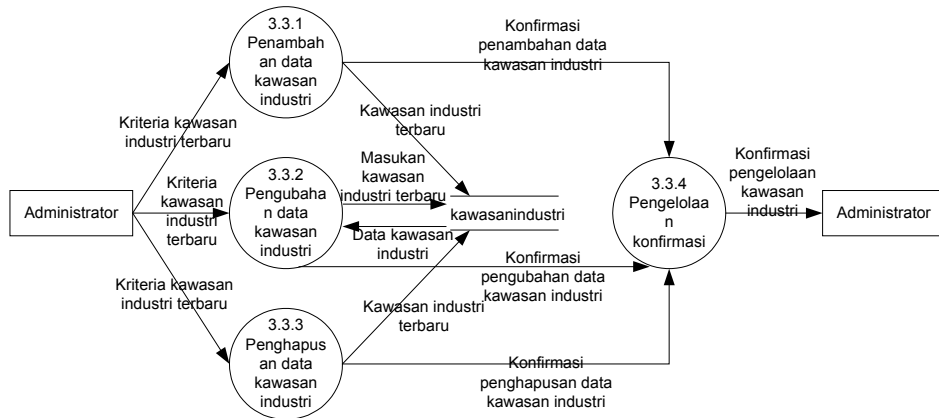 3.3.1
Penambah
an data
kawasan
industri
Konfirmasi
penambahan data
kawasan industri
Kriteria kawasan
industri terbaru
Kawasan industri
terbaru
Administrator
Kriteria
kawasan
industri
terbaru
3.3.2
Pengubaha
n data
kawasan
industri
Masukan kawasan
industri terbaru
kawasanindustri
Data kawasan
industri
3.3.4
Pengelolaa
n
konfirmasi
Konfirmasi
pengelolaan
kawasan
industri
Administrator
Kriteria kawasan
industri terbaru
Konfirmasi
pengubahan data
kawasan industri
Kawasan industri
terbaru
3.3.3
Penghapus
an data
kawasan
industri
Konfirmasi
penghapusan data
kawasan industri